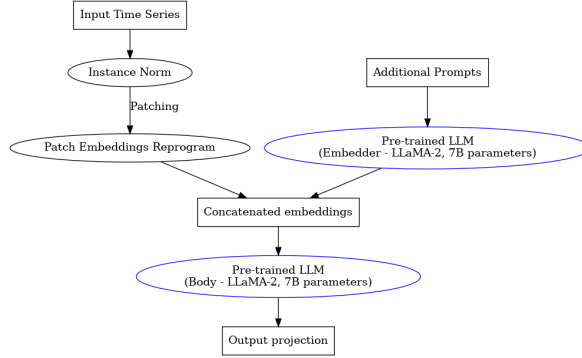 Input Time Series
Instance Norm
Additional Prompts
Patching
Patch Embeddings Reprogram
Pre-trained LLM
(Embedder - LLaMA-2, 7B parameters)
Concatenated embeddings
Pre-trained LLM
(Body - LLaMA-2, 7B parameters)
Output projection